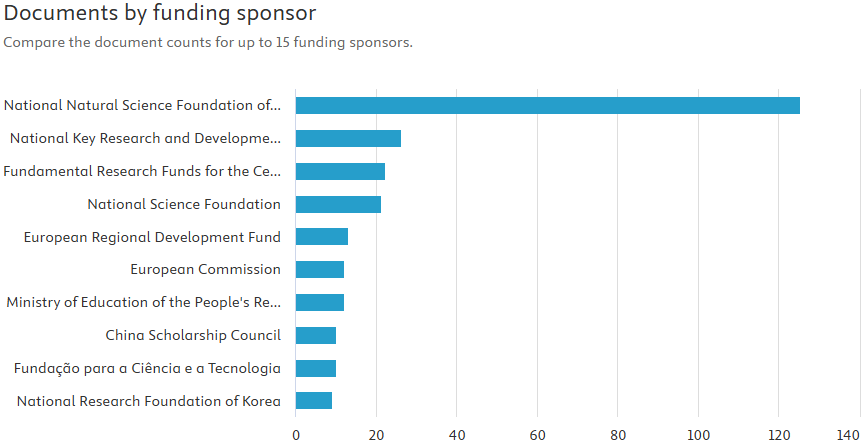 Documents by funding sponsor
Compare the document counts for up to 15 funding sponsors.
National Natural Science Foundation of...
National Key Research and Developme...
Fundamental Research Funds for the Ce...
National Science Foundation
European Regional Development Fund
European Commission
Ministry of Education of the People's Re...
China Scholarship Council
Fundação para a Ciência e a Tecnologia
National Research Foundation of Korea
0 20 40 60 80 100 120 140